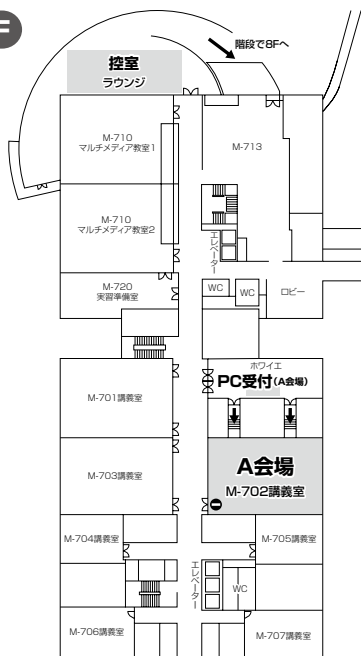 F
控室
ラウンジ
階段で8Fへ
M-710
マルチメディア教室1
M-713
M-710
マルチメディア教室2
エレベーター
M-720
実習準備室
WC
WC
ロビー
ホワイエ
PC受付(A会場)
M-701講義室
A会場
M-702講義室
M-703講義室
M-704講義室
M-705講義室
エレベーター
WC
M-706講義室
M-707講義室